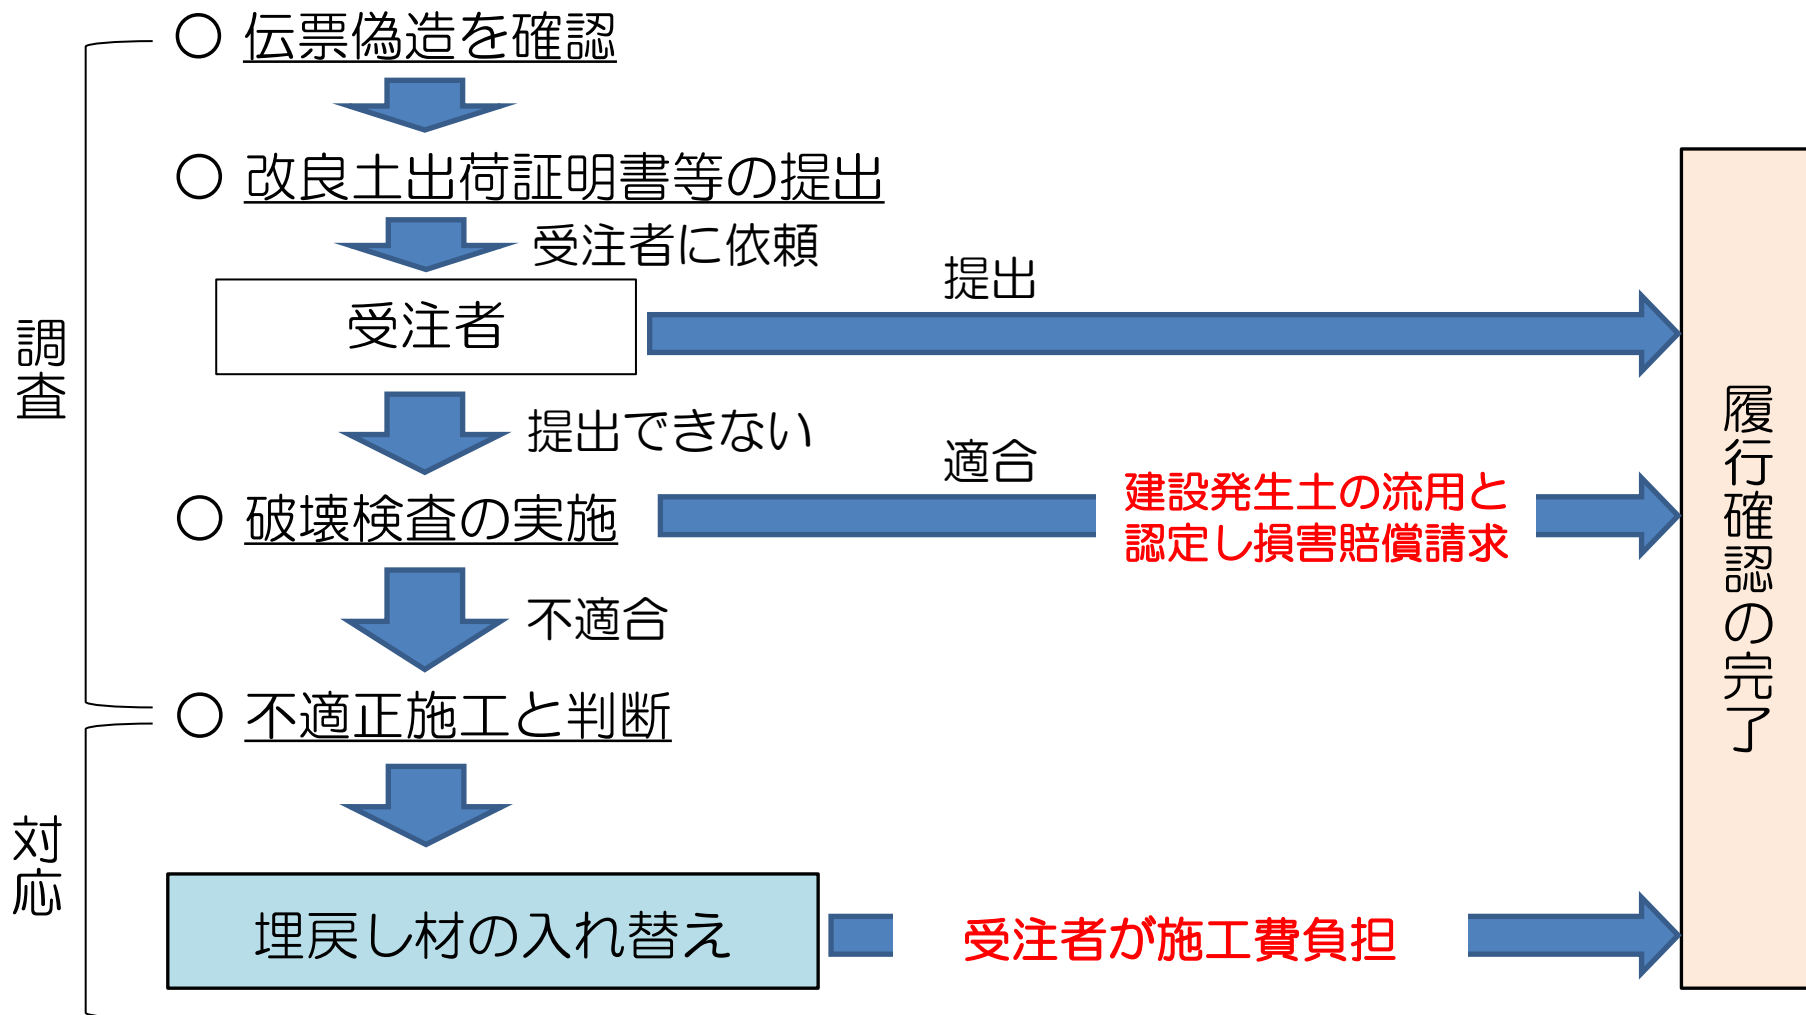 ○ 伝票偽造を確認
○ 改良土出荷証明書等の提出
受注者に依頼
受注者
提出
提出できない
○ 破壊検査の実施
適合
建設発生土の流用と
認定し損害賠償請求
不適合
○ 不適正施工と判断
埋戻し材の入れ替え
受注者が施工費負担
調査
対応
履行確認の完了